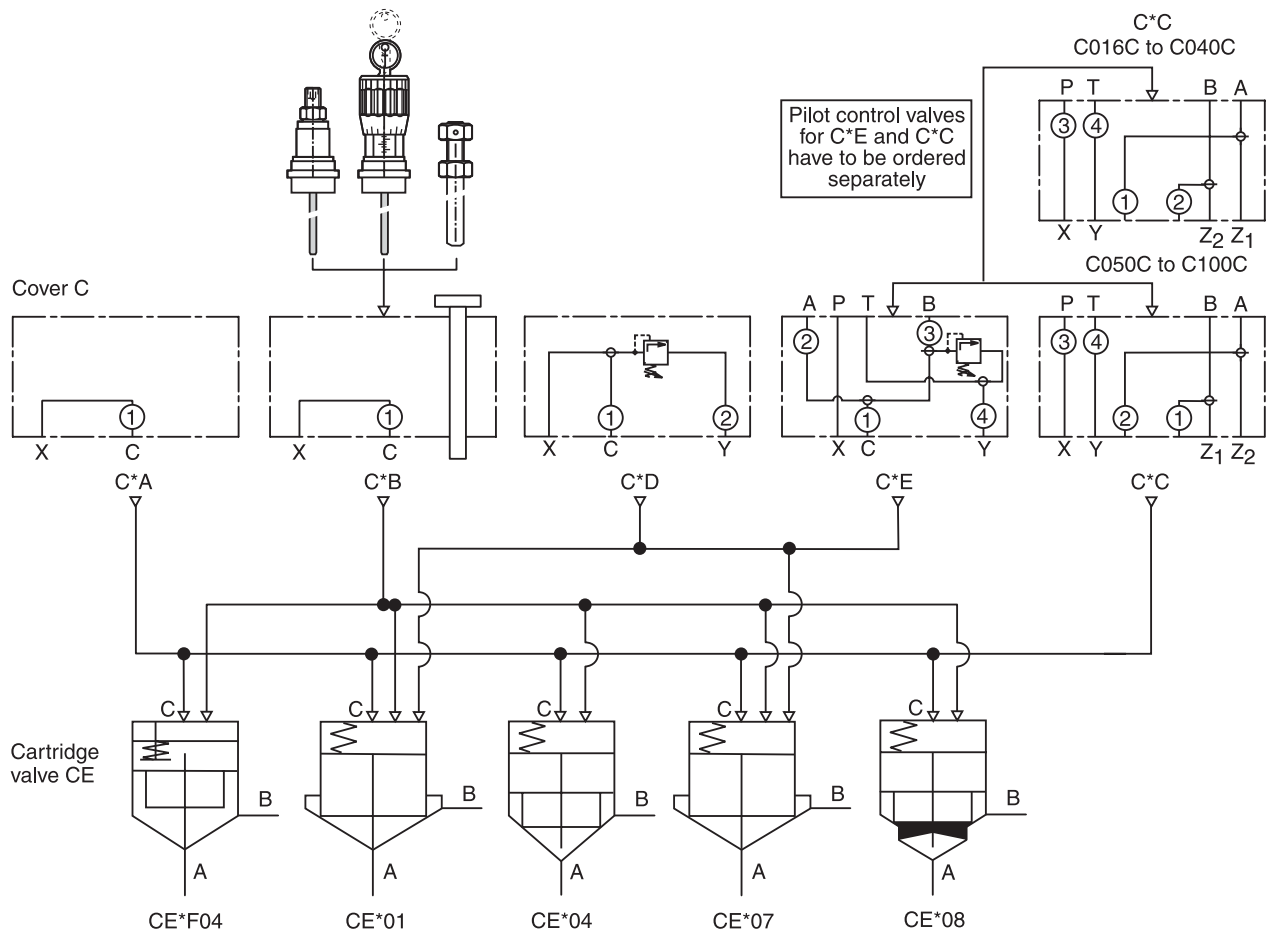 C*C
C016C to C040C
P T B A
3 4
1 2
X Y Z2 Z1
Pilot control valves
for C*E and C*C
have to be ordered
separately
C050C to C100C
Cover C
A P T B
P T B A
2 3
3 4
1 1 1 2 1 4 2 1
X C X C X C Y X C Y X Y Z1 Z2
C*A C*B C*D C*E C*C
C C C C C
Cartridge
valve CE
B B B B B
A A A A A
CE*F04 CE*01 CE*04 CE*07 CE*08